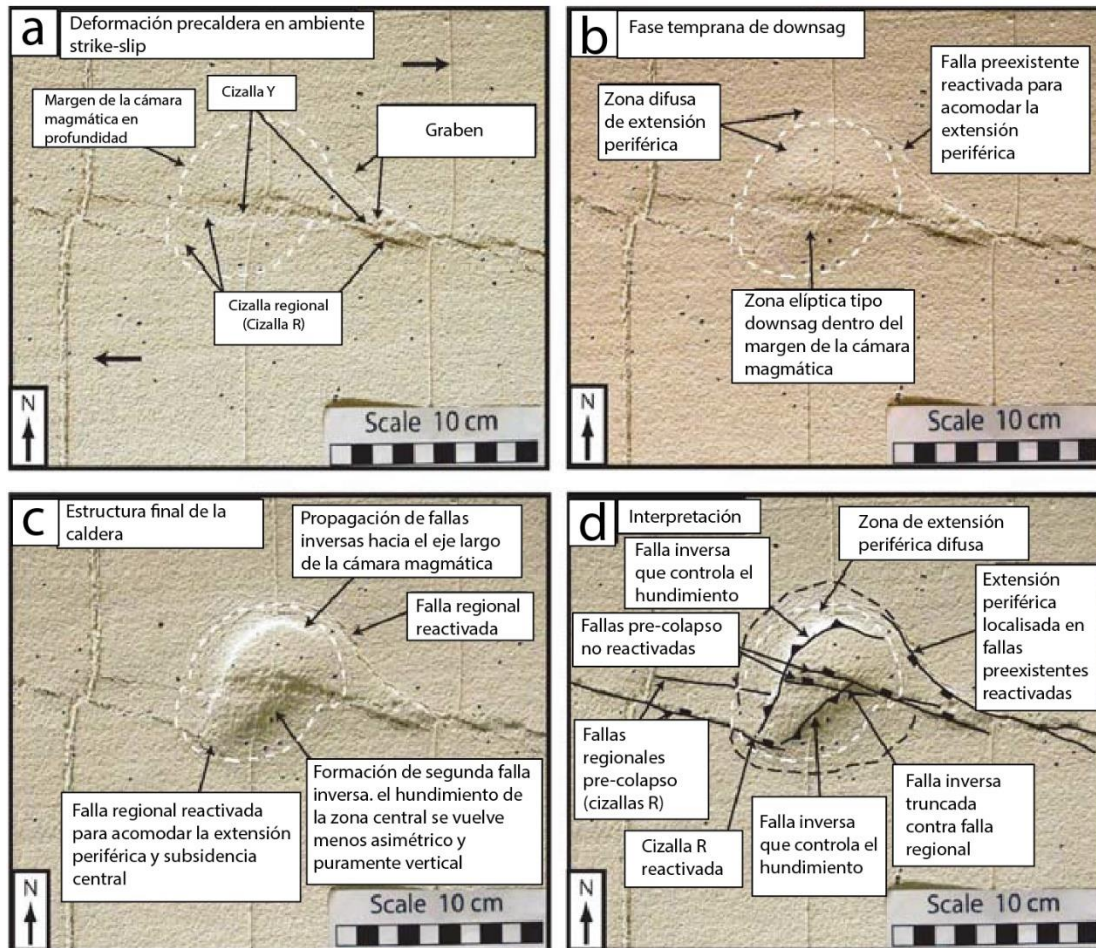 a
Deformación precaldera en ambiente
strike-slip
Margen de la cámara
magmática en
profundidad
Cizalla Y
Graben
Cizalla regional
(Cizalla R)
N
Scale 10 cm
b
Fase temprana de downsag
Zona difusa
de extensión
periférica
Falla preexistente
reactivada para
acomodar la
extensión
periférica
Zona elíptica tipo
downsag dentro del
margen de la cámara
magmática
N
Scale 10 cm
c
Estructura final de la
caldera
Propagación de fallas
inversas hacia el eje largo
de la cámara magmática
Falla regional
reactivada
Falla regional reactivada
para acomodar la extensión
periférica y subsidencia
central
Formación de segunda falla
inversa. el hundimiento de
la zona central se vuelve
menos asimétrico y
puramente vertical
N
Scale 10 cm
d
Interpretación
Zona de extensión
periférica difusa
Falla inversa
que controla el
hundimiento
Extensión
periférica
localisada en
fallas
preexistentes
reactivadas
Fallas pre-colapso
no reactivadas
Fallas
regionales
pre-colapso
(cizallas R)
Cizalla R
reactivada
Falla inversa
que controla el
hundimiento
Falla inversa
truncada
contra falla
regional
N
Scale 10 cm